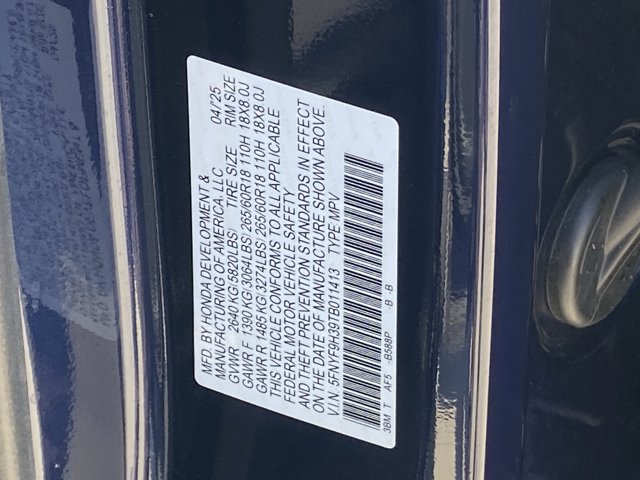 MFD. BY HONDA DEVELOPMENT &
MANUFACTURING OF AMERICA, LLC 04/25
GVWR 2640 KG(5820LBS) TIRE SIZE RIM SIZE
GAWR F 1390 KG(3064LBS) 265/60R18 110H 18X8.0J
GAWR R 1485 KG(3274LBS) 265/60R18 110H 18X8.0J
THIS VEHICLE CONFORMS TO ALL APPLICABLE
FEDERAL MOTOR VEHICLE SAFETY
AND THEFT PREVENTION STANDARDS IN EFFECT
ON THE DATE OF MANUFACTURE SHOWN ABOVE.
V.I.N. 5FNYF9H397B011413 TYPE MPV
3BM T AF5 -B588P -B -B